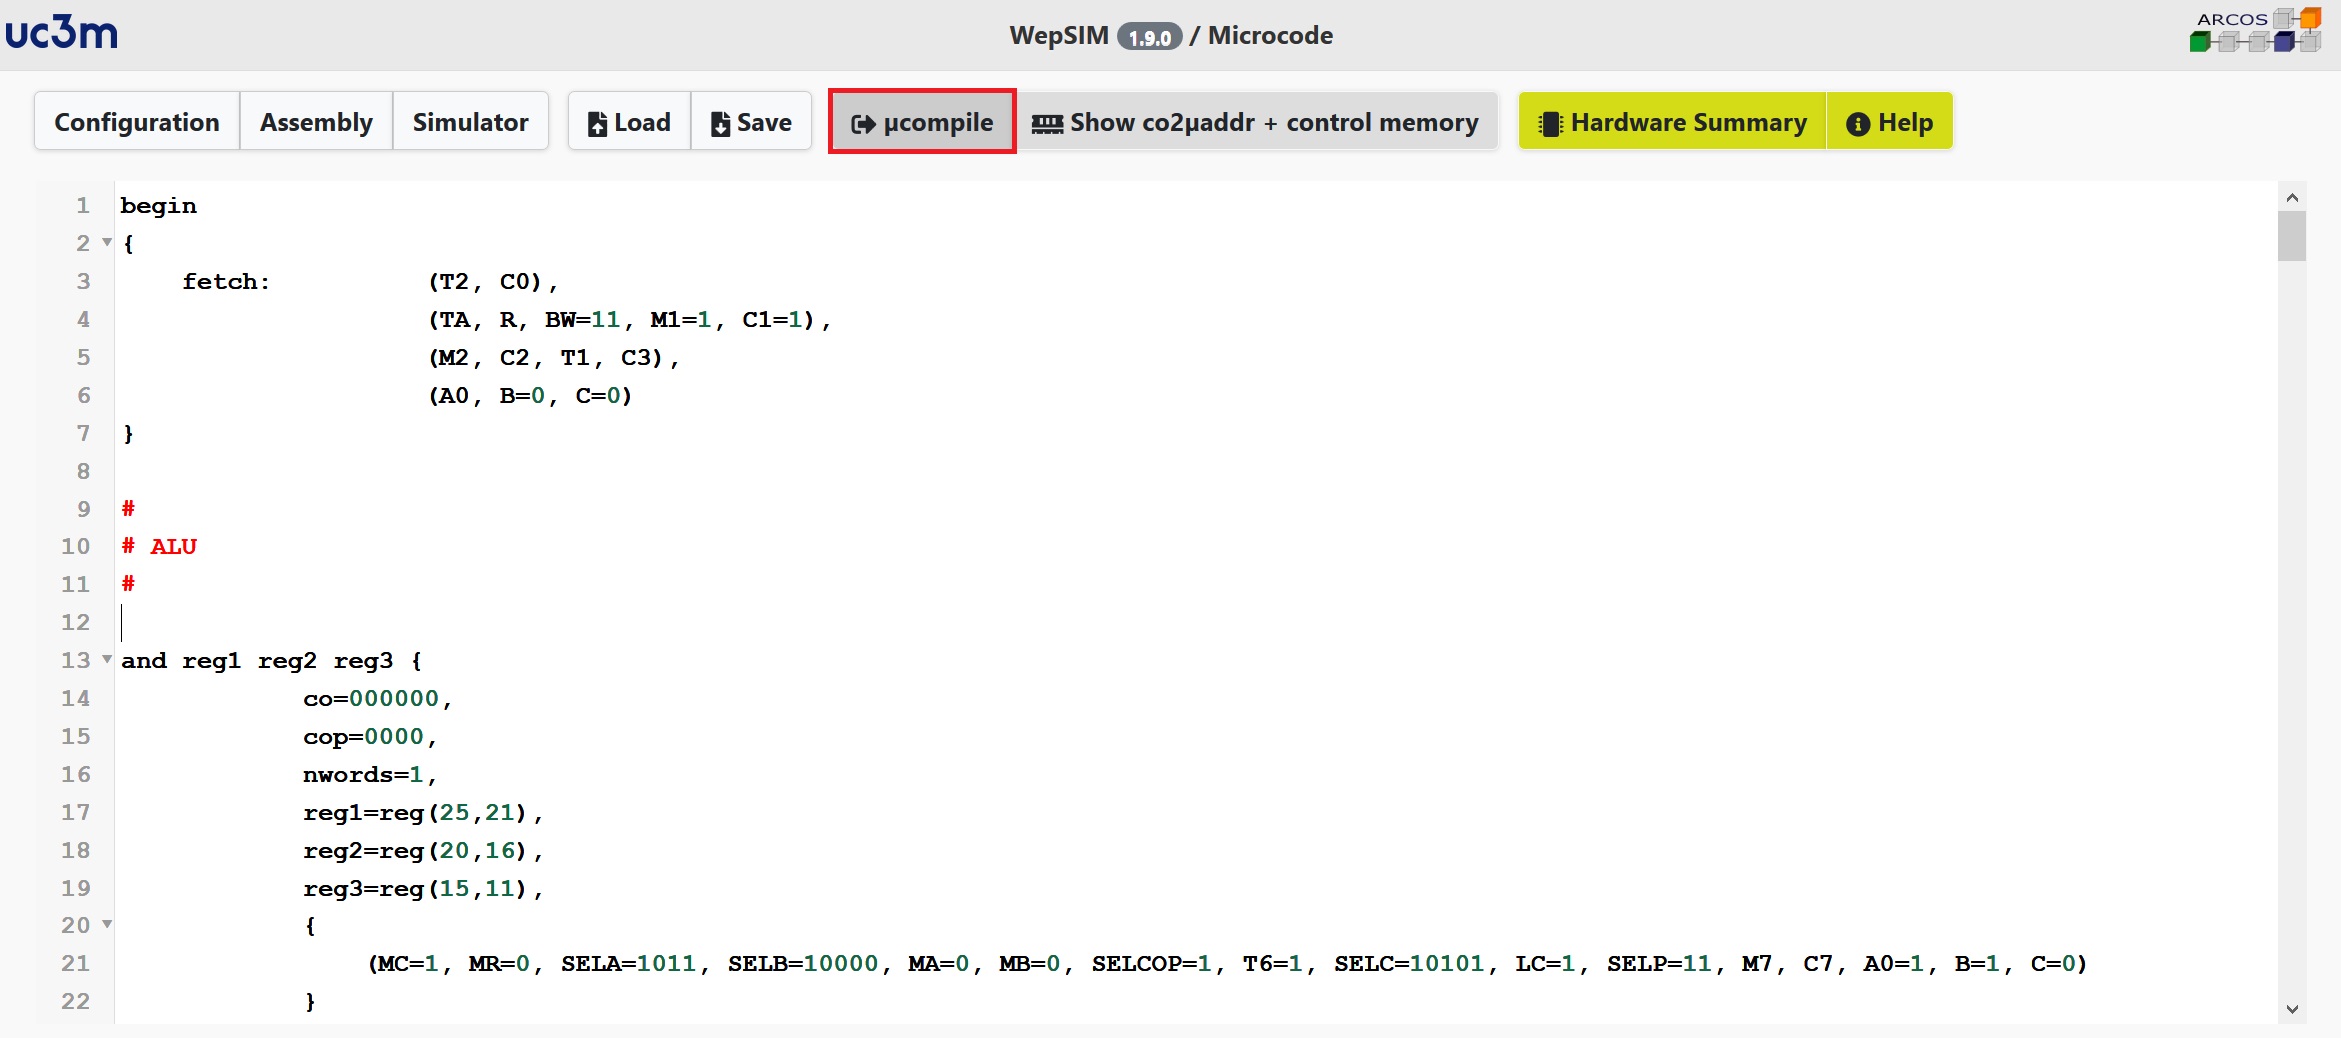 uc3m
WepSIM 1.9.0 / Microcode
ARCOS
Configuration Assembly Simulator Load Save µcompile Show co2µaddr + control memory Hardware Summary Help
1 begin
2 {
3 fetch: (T2, C0),
4 (TA, R, BW=11, M1=1, C1=1),
5 (M2, C2, T1, C3),
6 (A0, B=0, C=0)
7 }
8
9 #
10 # ALU
11 #
12
13 and reg1 reg2 reg3 {
14 co=000000,
15 cop=0000,
16 nwords=1,
17 reg1=reg(25,21),
18 reg2=reg(20,16),
19 reg3=reg(15,11),
20 {
21 (MC=1, MR=0, SELA=1011, SELB=10000, MA=0, MB=0, SELCOP=1, T6=1, SELC=10101, LC=1, SELP=11, M7, C7, A0=1, B=1, C=0)
22 }